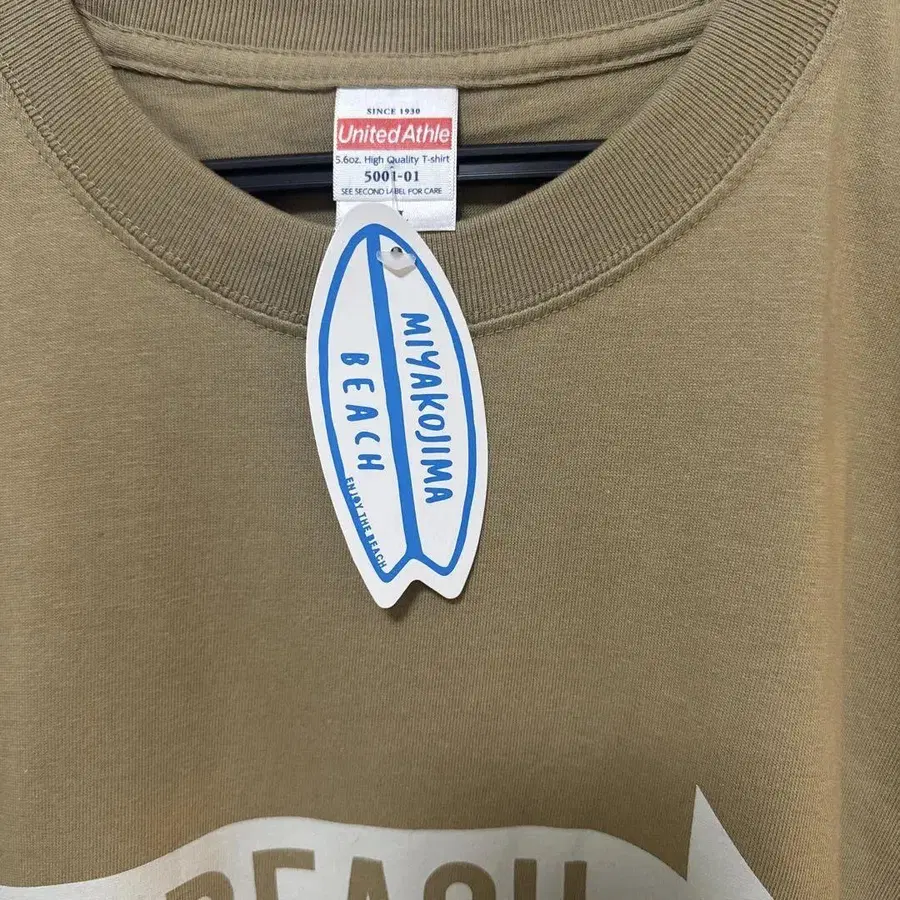 SINCE 1930
United Athle
5.6oz. High Quality T-shirt
5001-01
SEE SECOND LABEL FOR CARE
MIYAKOJIMA
BEACH
ENJOY THE BEACH
BEACH